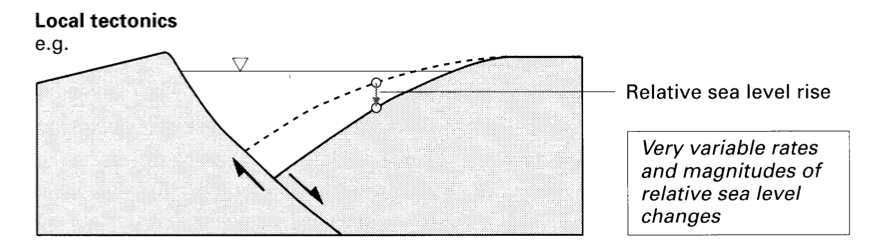 Local tectonics
e.g.
Relative sea level rise
Very variable rates
and magnitudes of
relative sea level
changes